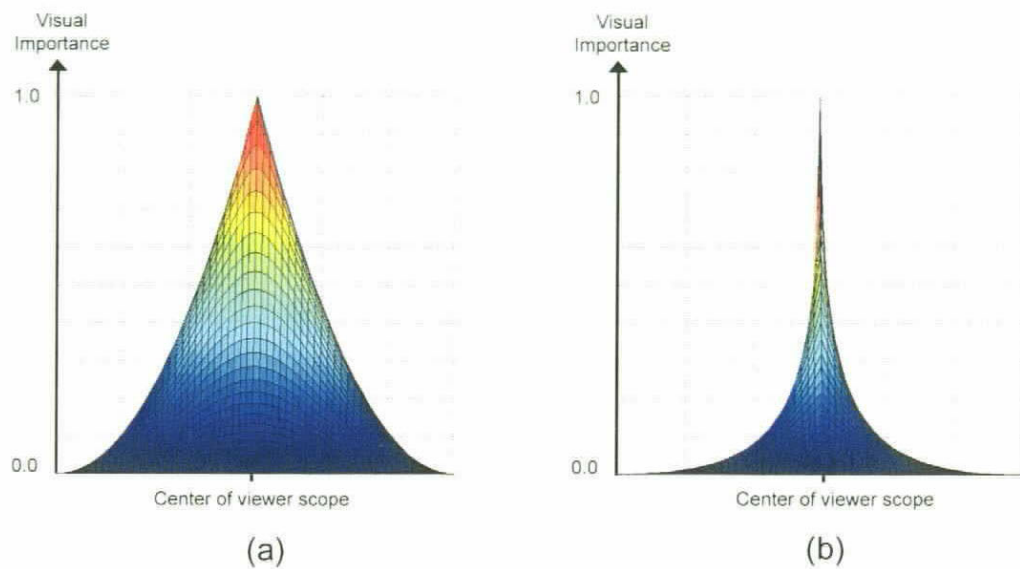 Visual
Importance
1.0
0.0
Center of viewer scope
(a)
Visual
Importance
1.0
0.0
Center of viewer scope
(b)